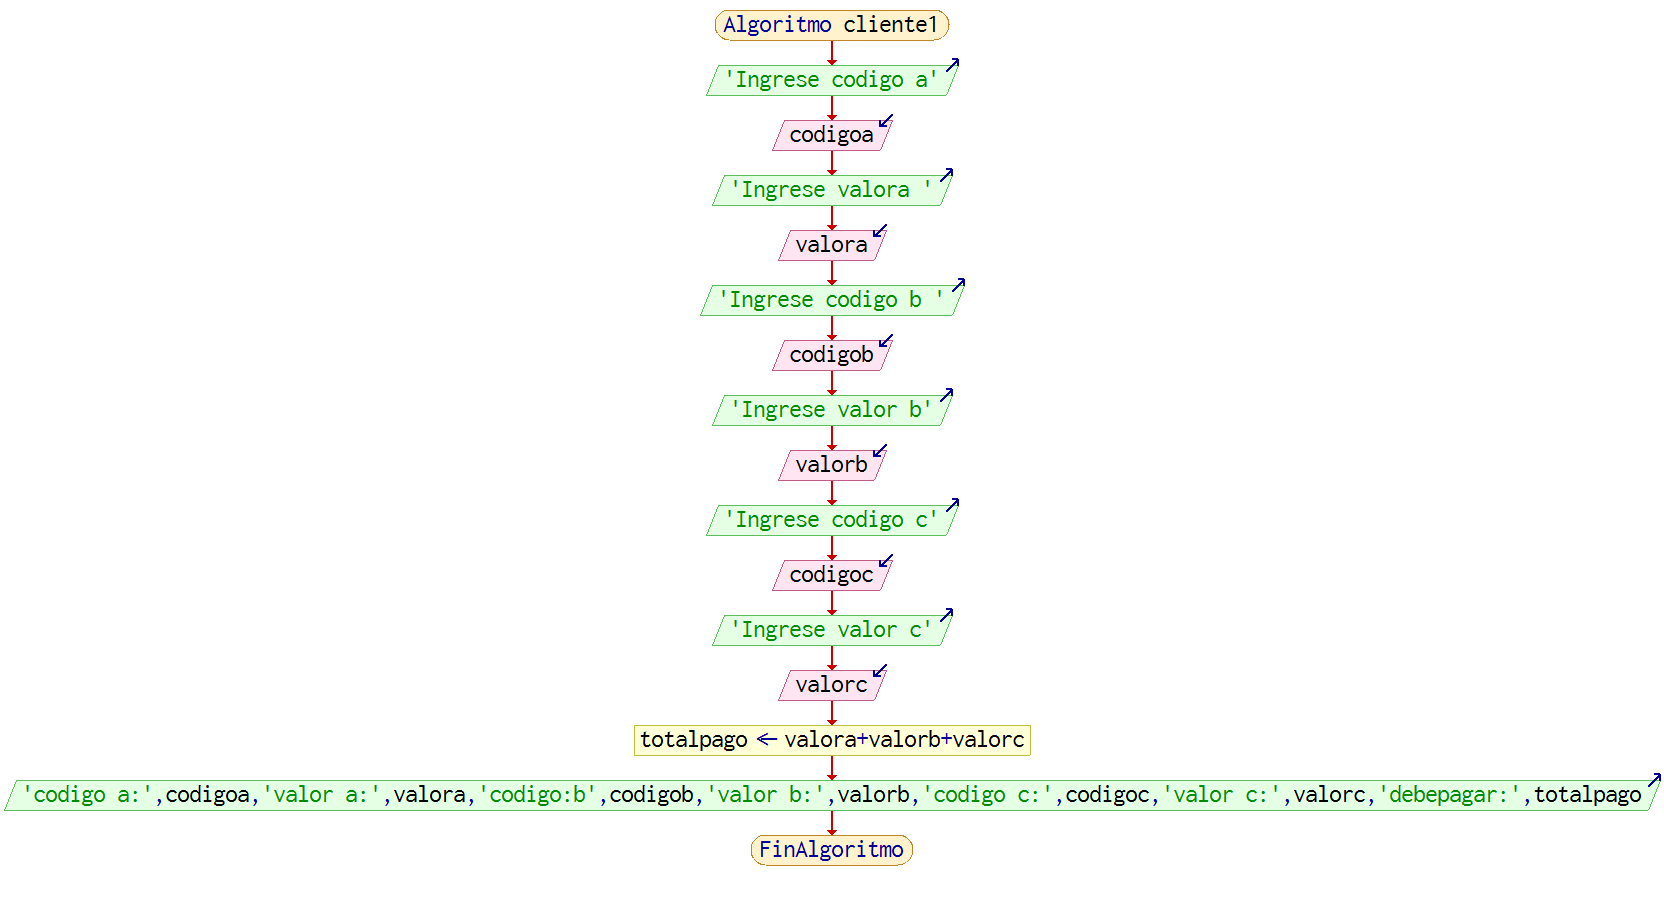 Algoritmo cliente1
'Ingrese codigo a'
codigoa
'Ingrese valora '
valora
'Ingrese codigo b '
codigob
'Ingrese valor b'
valorb
'Ingrese codigo c'
codigoc
'Ingrese valor c'
valorc
totalpago ← valora+valorb+valorc
'codigo a:',codigoa,'valor a:',valora,'codigo:b',codigob,'valor b:',valorb,'codigo c:',codigoc,'valor c:',valorc,'debepagar:',totalpago
FinAlgoritmo